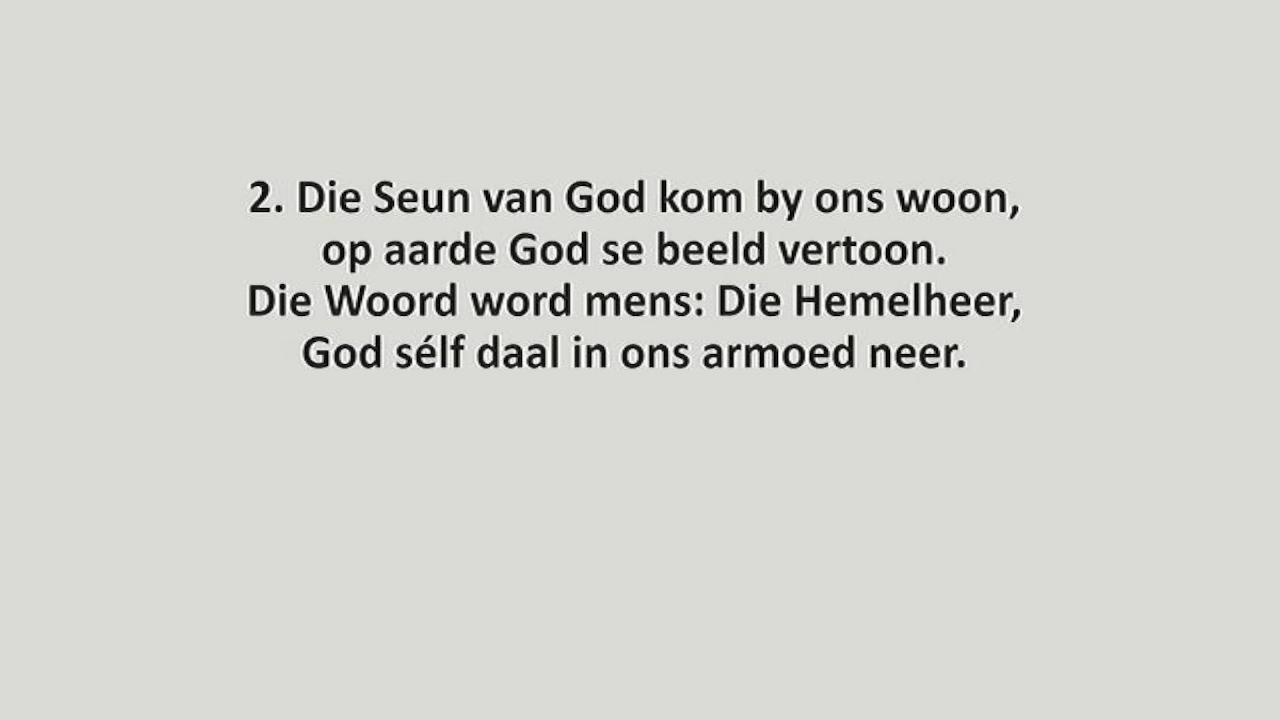 2. Die Seun van God kom by ons woon,
op aarde God se beeld vertoon.
Die Woord word mens: Die Hemelheer,
God sélf daal in ons armoed neer.